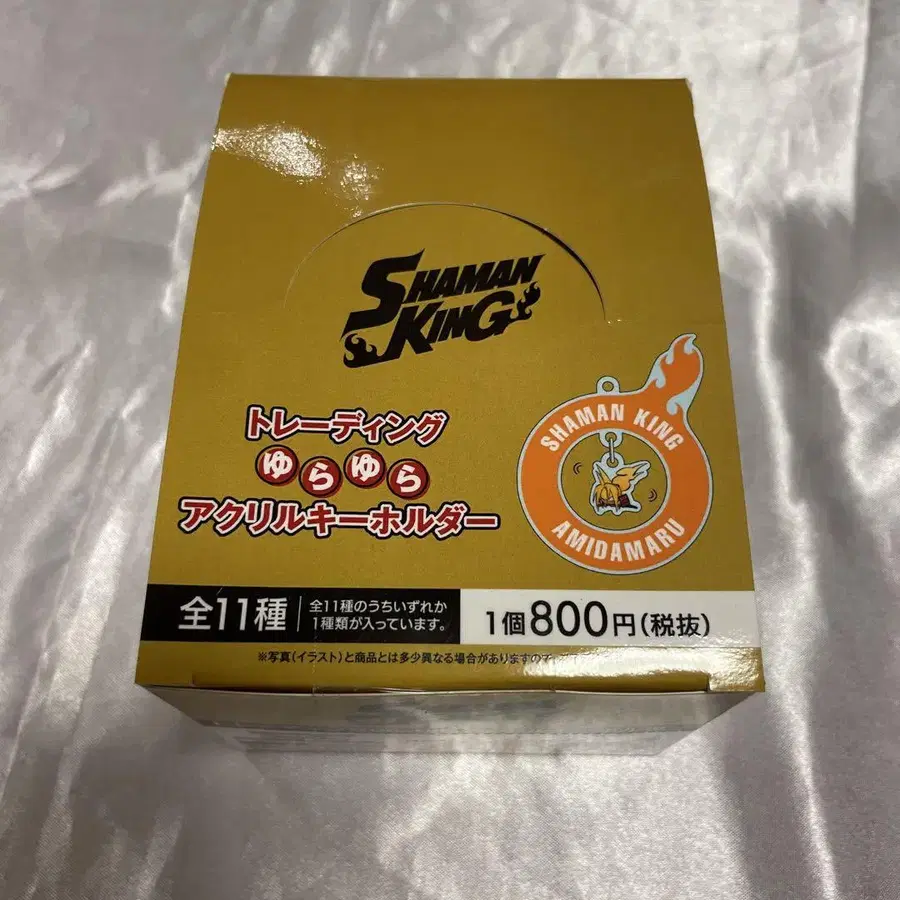 SHAMAN
KING
トレーディング
ゆらゆら
アクリルキーホルダー
SHAMAN KING
AMIDAMARU
全11種
全11種のうちいずれか
1種類が入っています。
1個800円(税抜)
※写真(イラスト)と商品とは多少異なる場合がありますので、